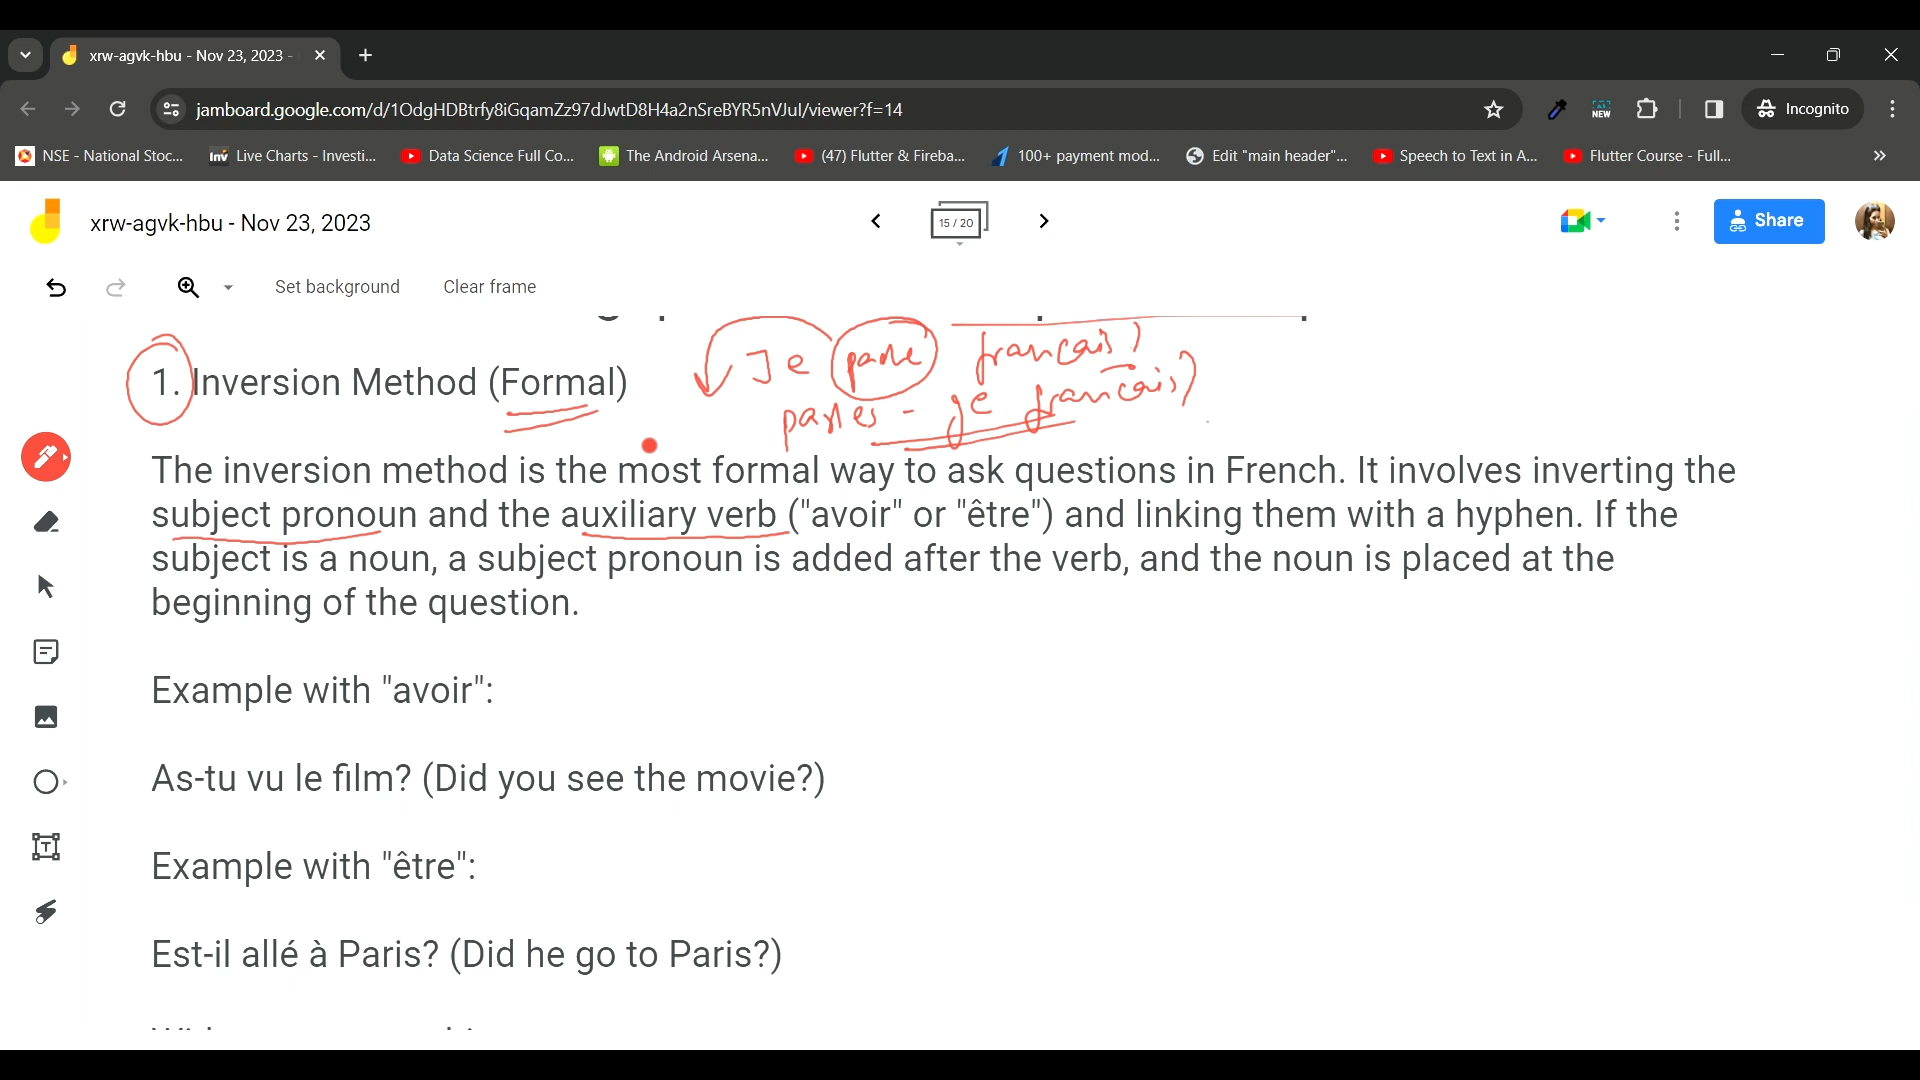 xrw-agvk-hbu - Nov 23, 2023 -
jamboard.google.com/d/1OdgHDBtrfy8iGqamZz97dJwtD8H4a2nSreBYR5nVJuI/viewer?f=14
NEW
Incognito
NSE - National Stoc...
Inv Live Charts - Investi...
Data Science Full Co...
The Android Arsena...
(47) Flutter & Fireba...
100+ payment mod...
Edit "main header"...
Speech to Text in A...
Flutter Course - Full...
xrw-agvk-hbu - Nov 23, 2023
15 / 20
Share
Set background
Clear frame
1. Inversion Method (Formal)
Je parle francais?
parles - je francais?
The inversion method is the most formal way to ask questions in French. It involves inverting the
subject pronoun and the auxiliary verb ("avoir" or "être") and linking them with a hyphen. If the
subject is a noun, a subject pronoun is added after the verb, and the noun is placed at the
beginning of the question.
Example with "avoir":
As-tu vu le film? (Did you see the movie?)
Example with "être":
Est-il allé à Paris? (Did he go to Paris?)